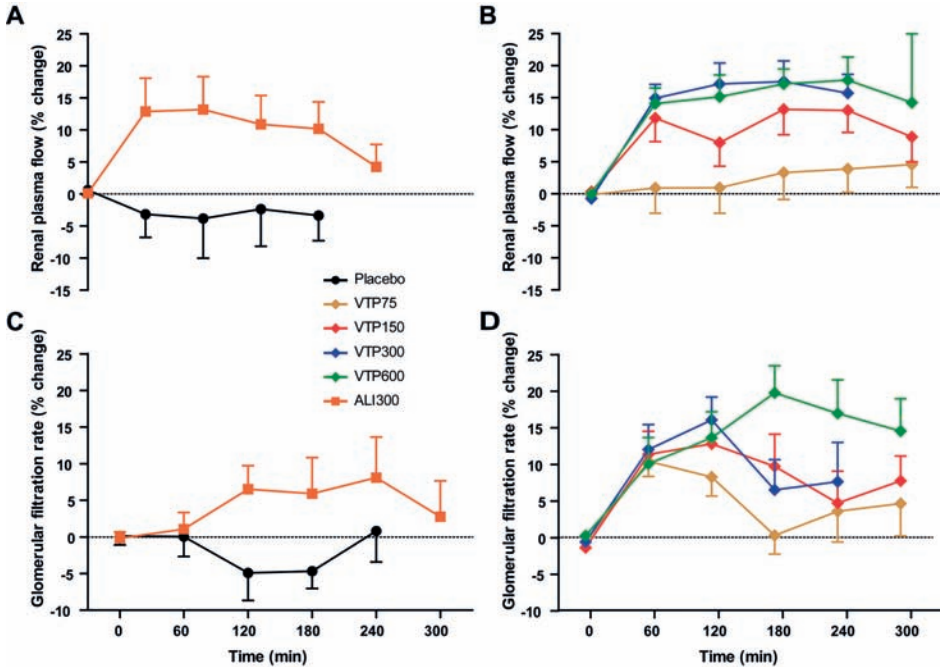 A
Renal plasma flow (% change)
25
20
15
10
5
0
-5
-10
-15
B
Renal plasma flow (% change)
25
20
15
10
5
0
-5
-10
-15
Placebo
VTP75
VTP150
VTP300
VTP600
ALI300
C
Glomerular filtration rate (% change)
25
20
15
10
5
0
-5
-10
0 60 120 180 240 300
Time (min)
D
Glomerular filtration rate (% change)
25
20
15
10
5
0
-5
-10
0 60 120 180 240 300
Time (min)